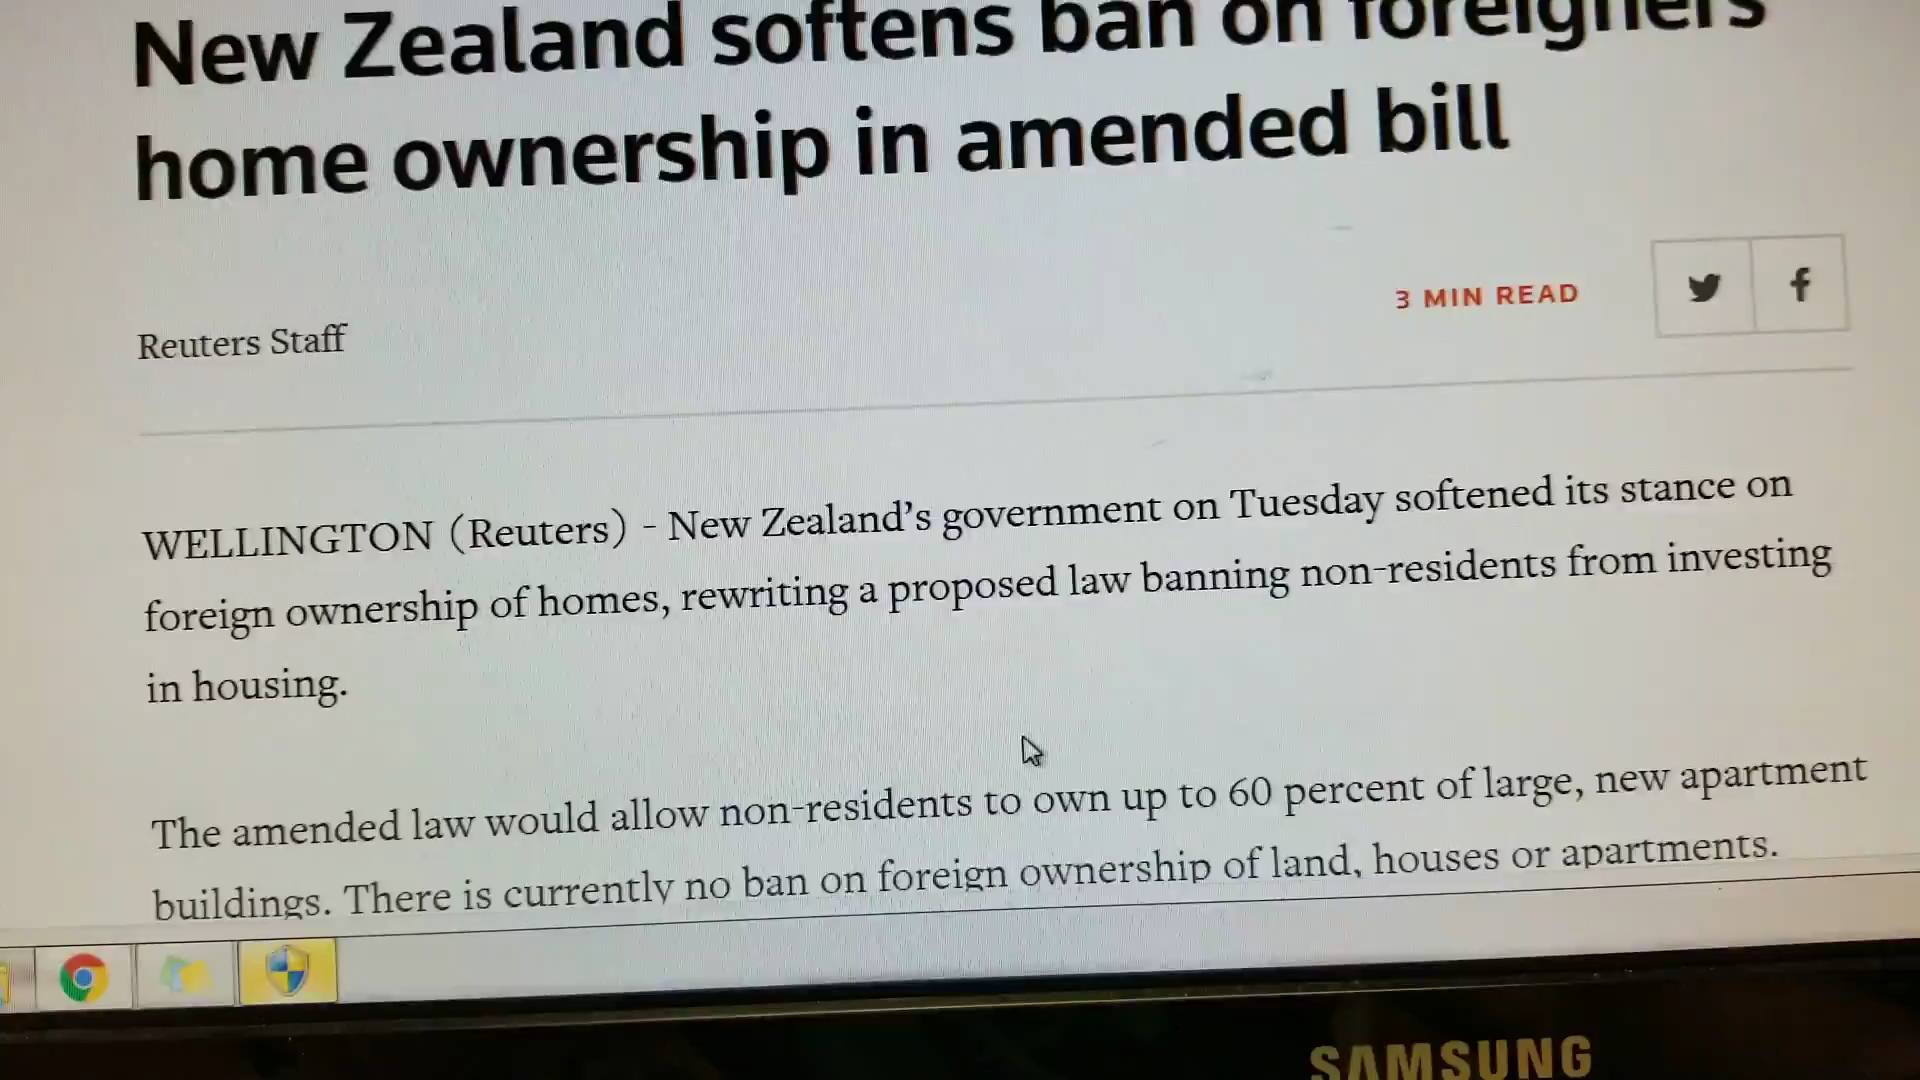 New Zealand softens ban on foreigners
home ownership in amended bill
3 MIN READ
Reuters Staff
WELLINGTON (Reuters) - New Zealand’s government on Tuesday softened its stance on
foreign ownership of homes, rewriting a proposed law banning non-residents from investing
in housing.
The amended law would allow non-residents to own up to 60 percent of large, new apartment
buildings. There is currently no ban on foreign ownership of land, houses or apartments.
SAMSUNG